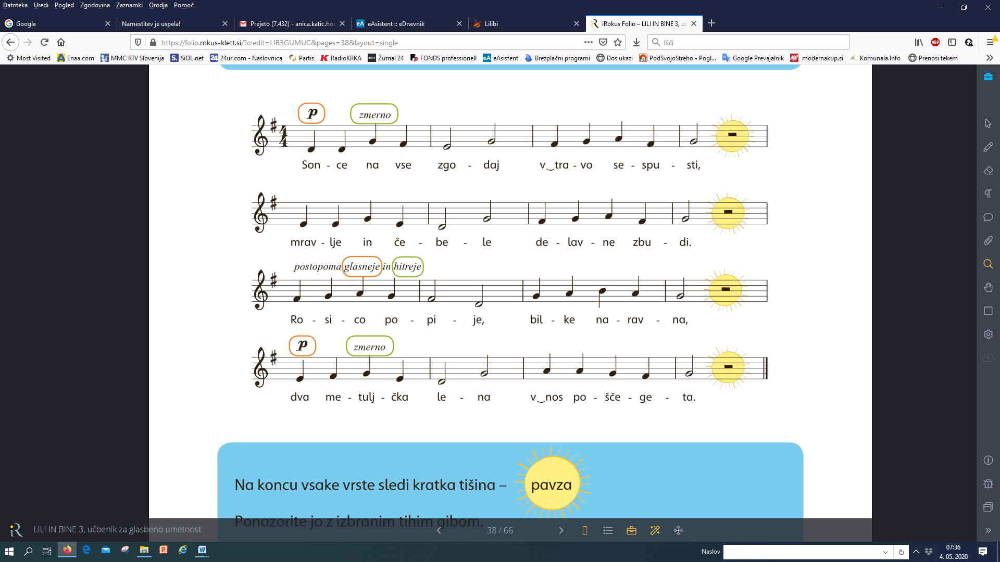 Datoteka Uredi Pogled Zgodovina Zaznamki Orodja Pomoč
Google
Namestitev je uspela!
Prejeto (7.432) - anica.katic.hoc
eAsistent :: eDnevnik
Lilibi
iRokus Folio – LILI IN BINE 3, uč
https://folio.rokus-klett.si/?credit=LIB3GUMUC&pages=38&layout=single
Išči
Most Visited Enaa.com MMC RTV Slovenija SiOL.net 24ur.com - Naslovnica Partis RadioKRKA Žurnal 24 FONDS professionell eAsistent Brezplačni programi Dos ukazi PodSvojoStreho • Pogl... Google Prevajalnik modernakup.si Komunala.Info Prenosi tekem
p zmerno
4
4
Son - ce na vse zgo - daj v‿tra - vo se - spu - sti,
mrav - lje in če - be - le de - lav - ne zbu - di.
postopoma glasneje in hitreje
Ro - si - co po - pi - je, bil - ke na - rav - na,
p zmerno
dva me - tulj - čka le - na v‿nos po - šče - ge - ta.
Na koncu vsake vrste sledi kratka tišina – pavza
Ponazorite jo z izbranim tihim gibom.
LILI IN BINE 3, učbenik za glasbeno umetnost
38 / 66
Naslov
07:36
4. 05. 2020